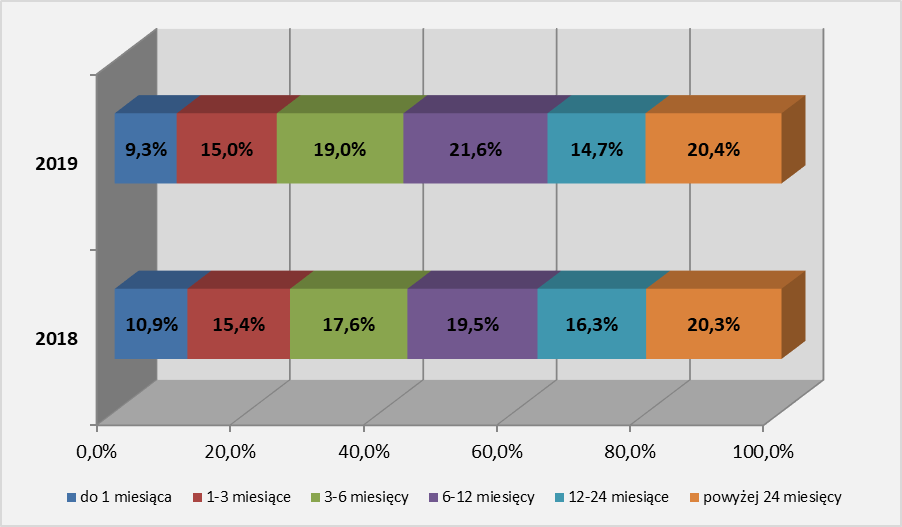 2019
9,3% 15,0% 19,0% 21,6% 14,7% 20,4%
2018
10,9% 15,4% 17,6% 19,5% 16,3% 20,3%
0,0% 20,0% 40,0% 60,0% 80,0% 100,0%
do 1 miesiąca 1-3 miesiące 3-6 miesięcy 6-12 miesięcy 12-24 miesiące powyżej 24 miesięcy